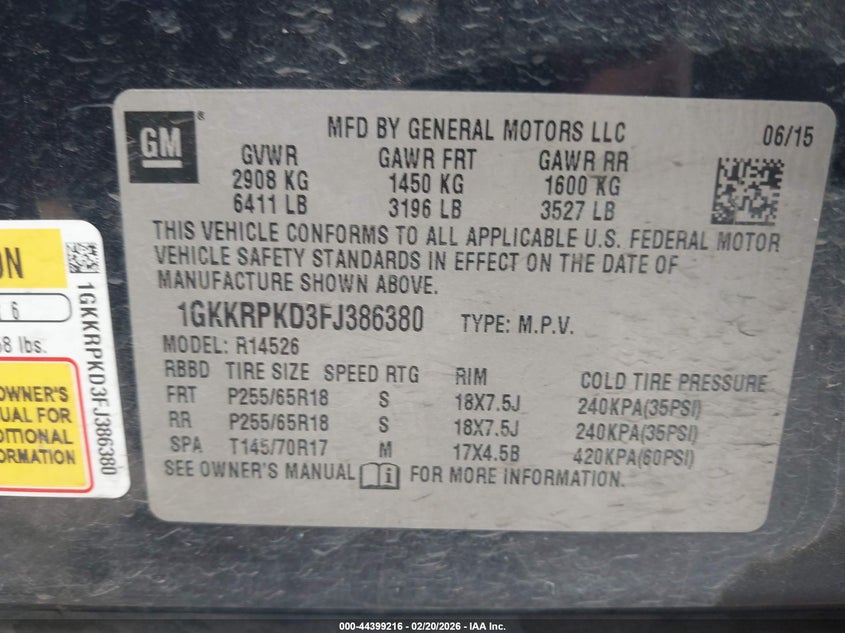 GM ®
MFD BY GENERAL MOTORS LLC
06/15
GVWR GAWR FRT GAWR RR
2908 KG 1450 KG 1600 KG
6411 LB 3196 LB 3527 LB
THIS VEHICLE CONFORMS TO ALL APPLICABLE U.S. FEDERAL MOTOR
VEHICLE SAFETY STANDARDS IN EFFECT ON THE DATE OF
MANUFACTURE SHOWN ABOVE.
1GKKRPKD3FJ386380 TYPE: M.P.V.
MODEL: R14526
RBBD TIRE SIZE SPEED RTG RIM COLD TIRE PRESSURE
FRT P255/65R18 S 18X7.5J 240KPA(35PSI)
RR P255/65R18 S 18X7.5J 240KPA(35PSI)
SPA T145/70R17 M 17X4.5B 420KPA(60PSI)
SEE OWNER'S MANUAL i FOR MORE INFORMATION.
ON
6
8 lbs.
OWNER'S
UAL FOR
DITIONAL
ORMATION
1GKKRPKD3FJ386380
000-44399216 - 02/20/2026 - IAA Inc.